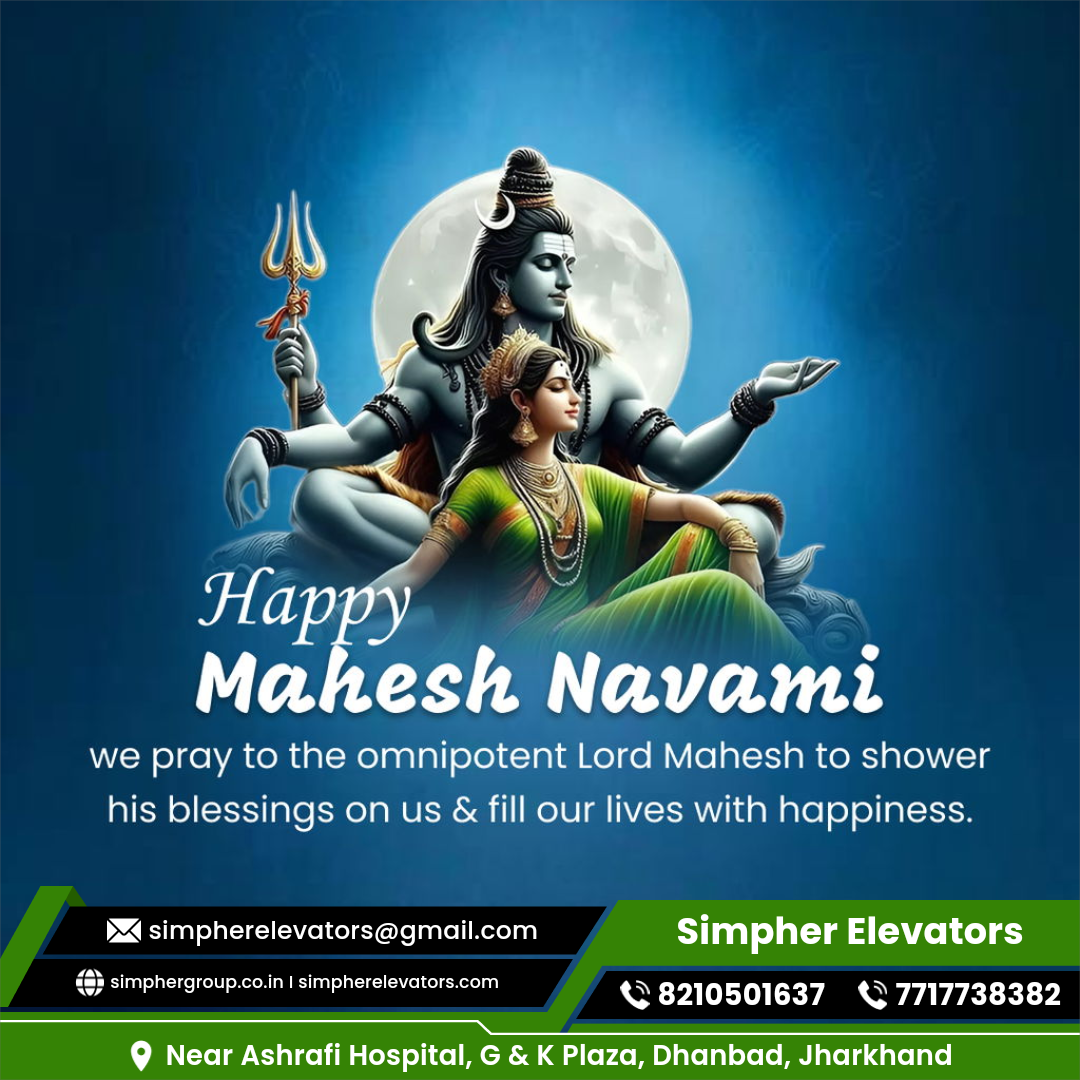 Happy
Mahesh Navami
we pray to the omnipotent Lord Mahesh to shower
his blessings on us & fill our lives with happiness.
simpherelevators@gmail.com
simphergroup.co.in I simpherelevators.com
Simpher Elevators
8210501637 7717738382
Near Ashrafi Hospital, G & K Plaza, Dhanbad, Jharkhand